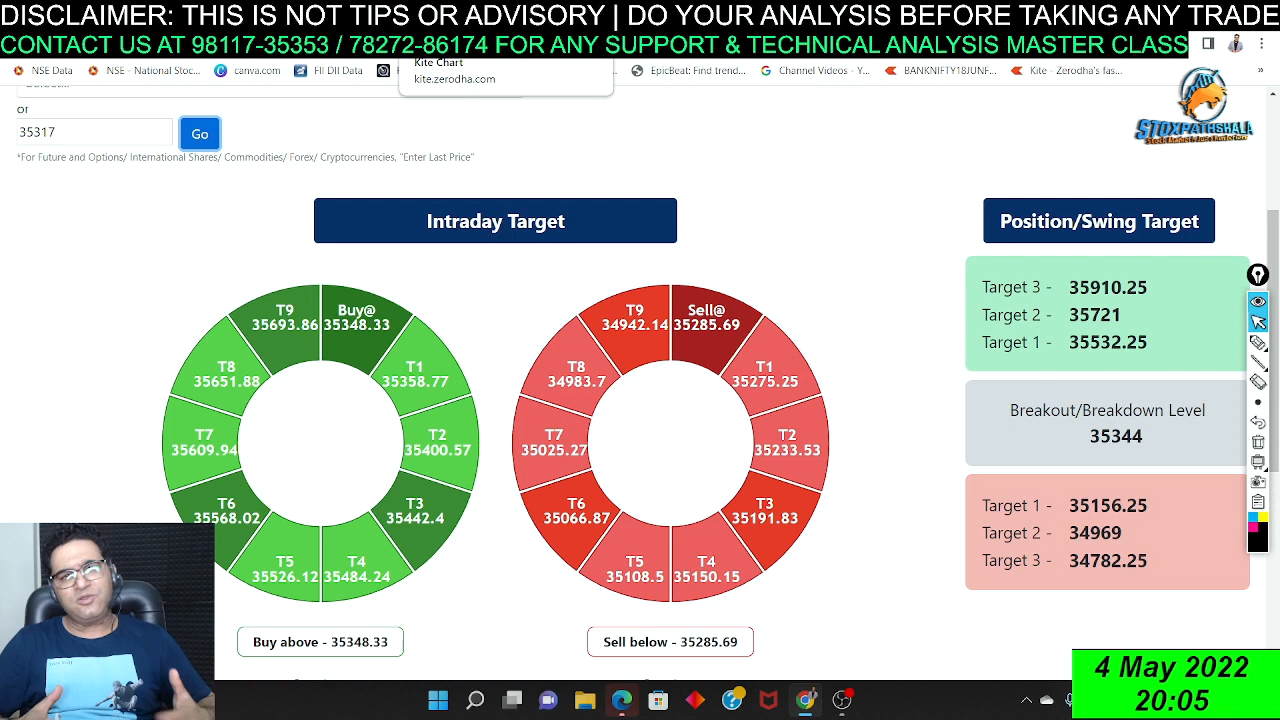 DISCLAIMER: THIS IS NOT TIPS OR ADVISORY | DO YOUR ANALYSIS BEFORE TAKING ANY TRADE
CONTACT US AT 98117-35353 / 78272-86174 FOR ANY SUPPORT & TECHNICAL ANALYSIS MASTER CLASS
Kite Chart
kite.zerodha.com
NSE Data
NSE - National Stoc...
canva.com
FII DII Data
EpicBeat: Find trend...
Channel Videos - Y...
BANKNIFTY18JUNF...
Kite - Zerodha's fas...
»
STOXPATHSHALA
or
35317
Go
*For Future and Options/ International Shares/ Commodities/ Forex/ Cryptocurrencies, "Enter Last Price"
Intraday Target
Buy@
35348.33
T1
35358.77
T2
35400.57
T3
35442.4
T4
35484.24
T5
35526.12
T6
35568.02
T7
35609.94
T8
35651.88
T9
35693.86
Buy above - 35348.33
Sell@
35285.69
T1
35275.25
T2
35233.53
T3
35191.83
T4
35150.15
T5
35108.5
T6
35066.87
T7
35025.27
T8
34983.7
T9
34942.14
Sell below - 35285.69
Position/Swing Target
Target 3 - 35910.25
Target 2 - 35721
Target 1 - 35532.25
Breakout/Breakdown Level
35344
Target 1 - 35156.25
Target 2 - 34969
Target 3 - 34782.25
4 May 2022
20:05